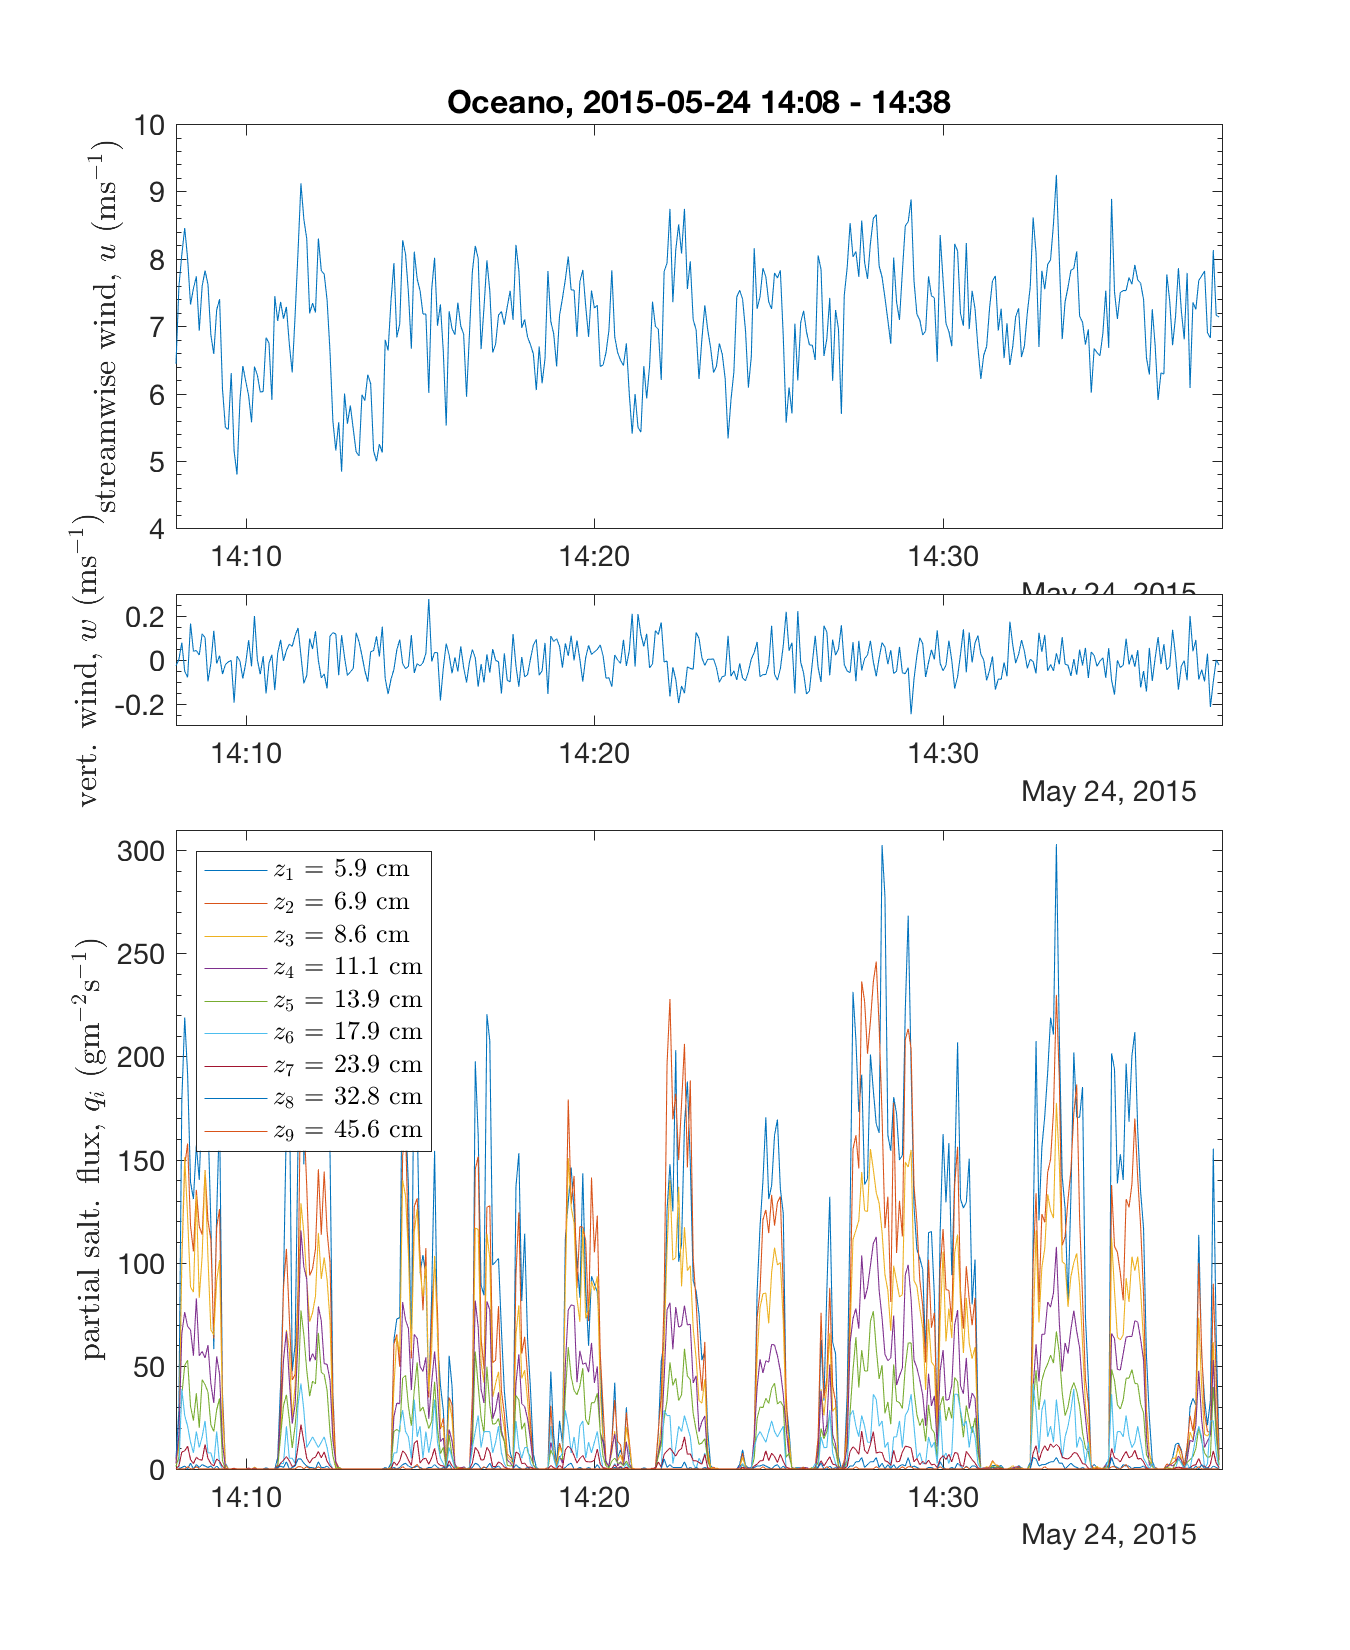 Oceano, 2015-05-24 14:08 - 14:38
streamwise wind, u (ms⁻¹)
10
9
8
7
6
5
4
14:10 14:20 14:30
May 24, 2015
vert. wind, w (ms⁻¹)
0.2
0
-0.2
14:10 14:20 14:30
May 24, 2015
partial salt. flux, qᵢ (gm⁻²s⁻¹)
300
250
200
150
100
50
0
z₁ = 5.9 cm
z₂ = 6.9 cm
z₃ = 8.6 cm
z₄ = 11.1 cm
z₅ = 13.9 cm
z₆ = 17.9 cm
z₇ = 23.9 cm
z₈ = 32.8 cm
z₉ = 45.6 cm
14:10 14:20 14:30
May 24, 2015